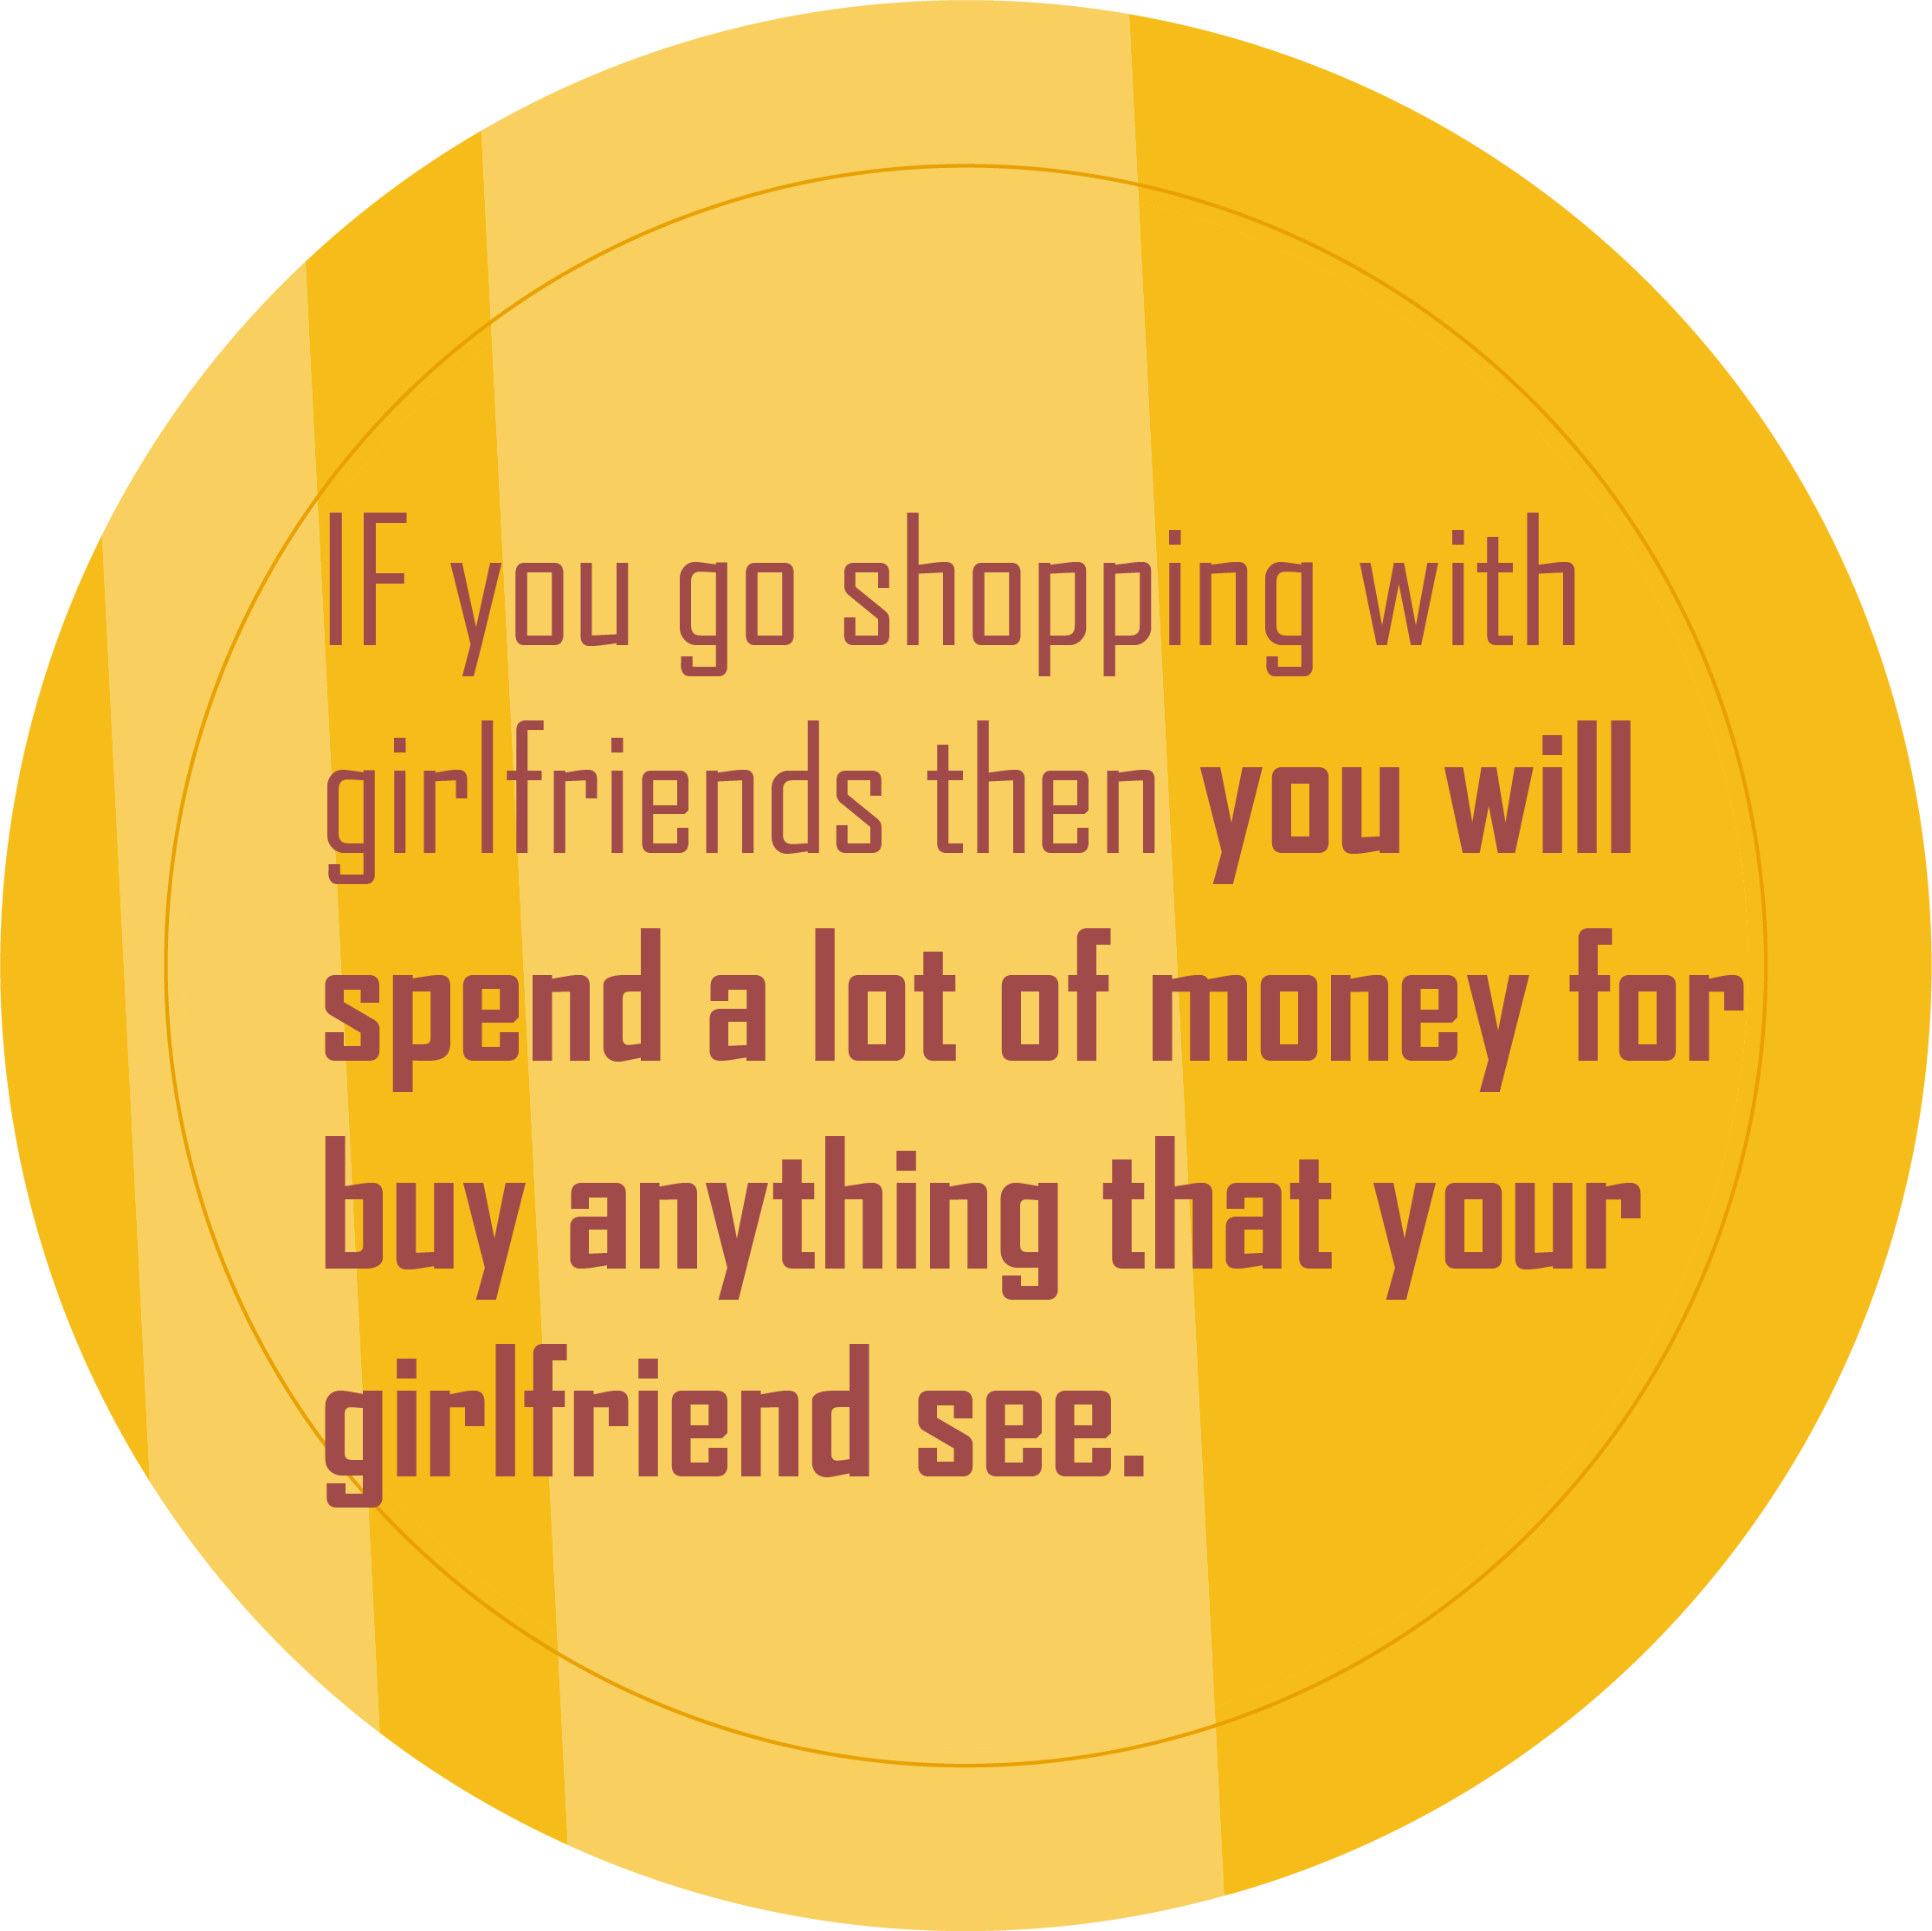 IF you go shopping with
girlfriends then you will
spend a lot of money for
buy anything that your
girlfriend see.